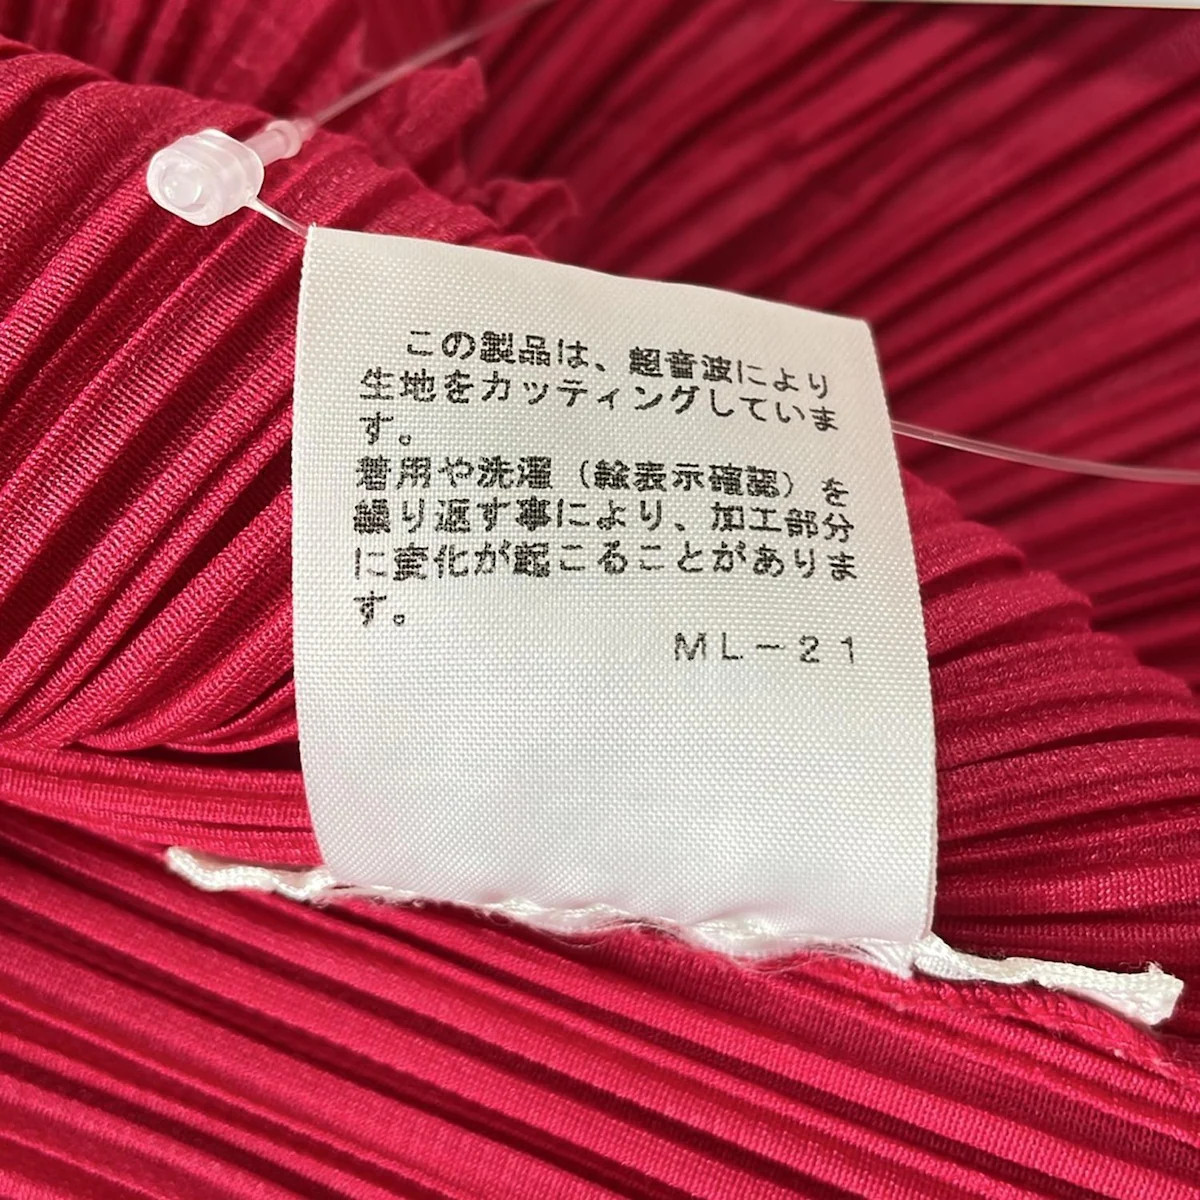 この製品は、超音波により
生地をカッティングしていま
す。
着用や洗濯（絵表示確認）を
繰り返す事により、加工部分
に変化が起こることがありま
す。
ML－21